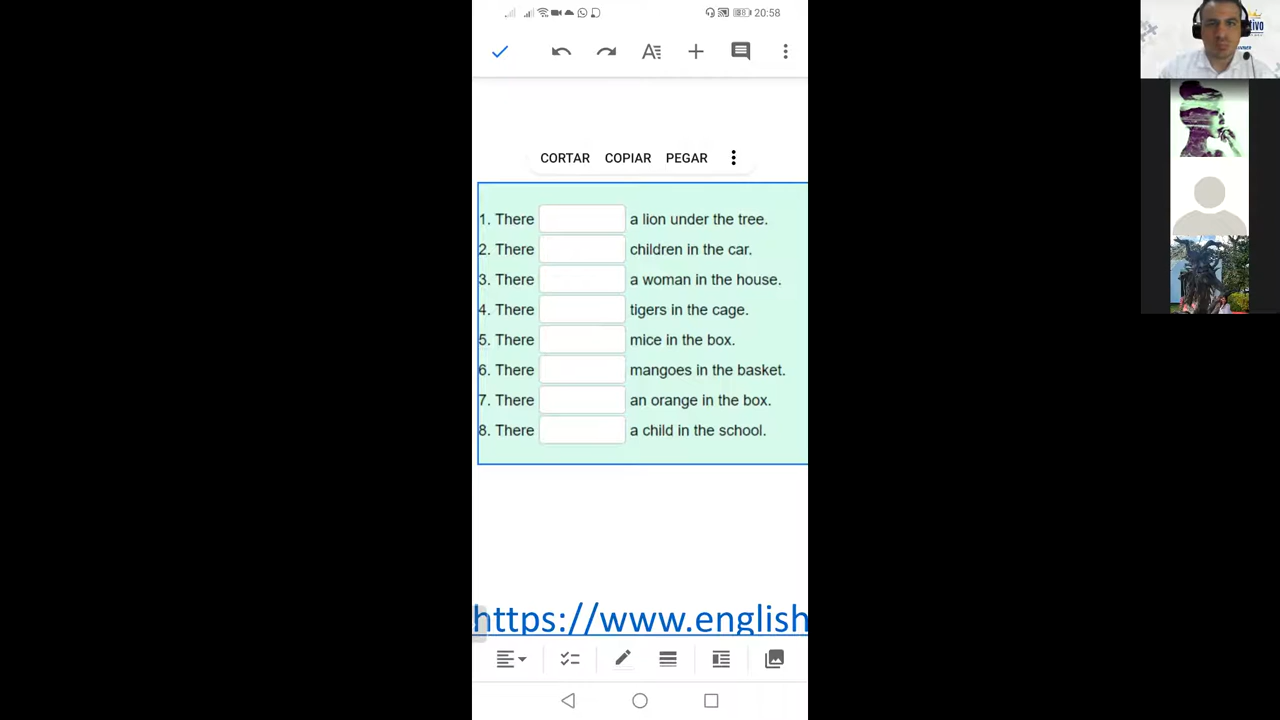 20:58
CORTAR COPIAR PEGAR
1. There a lion under the tree.
2. There children in the car.
3. There a woman in the house.
4. There tigers in the cage.
5. There mice in the box.
6. There mangoes in the basket.
7. There an orange in the box.
8. There a child in the school.
https://www.english